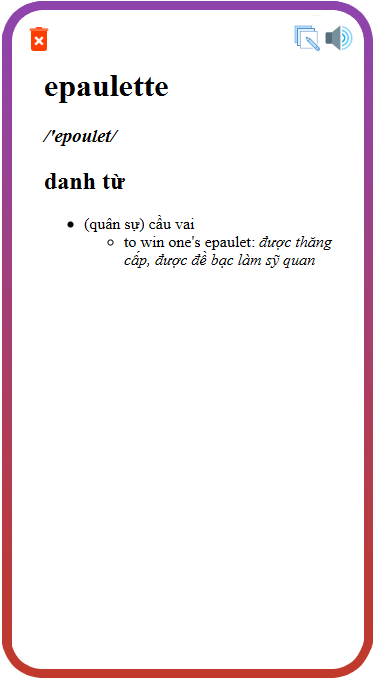 epaulette
/'epoulet/
danh từ
(quân sự) cầu vai
to win one's epaulet: được thăng
cấp, được đề bạc làm sỹ quan